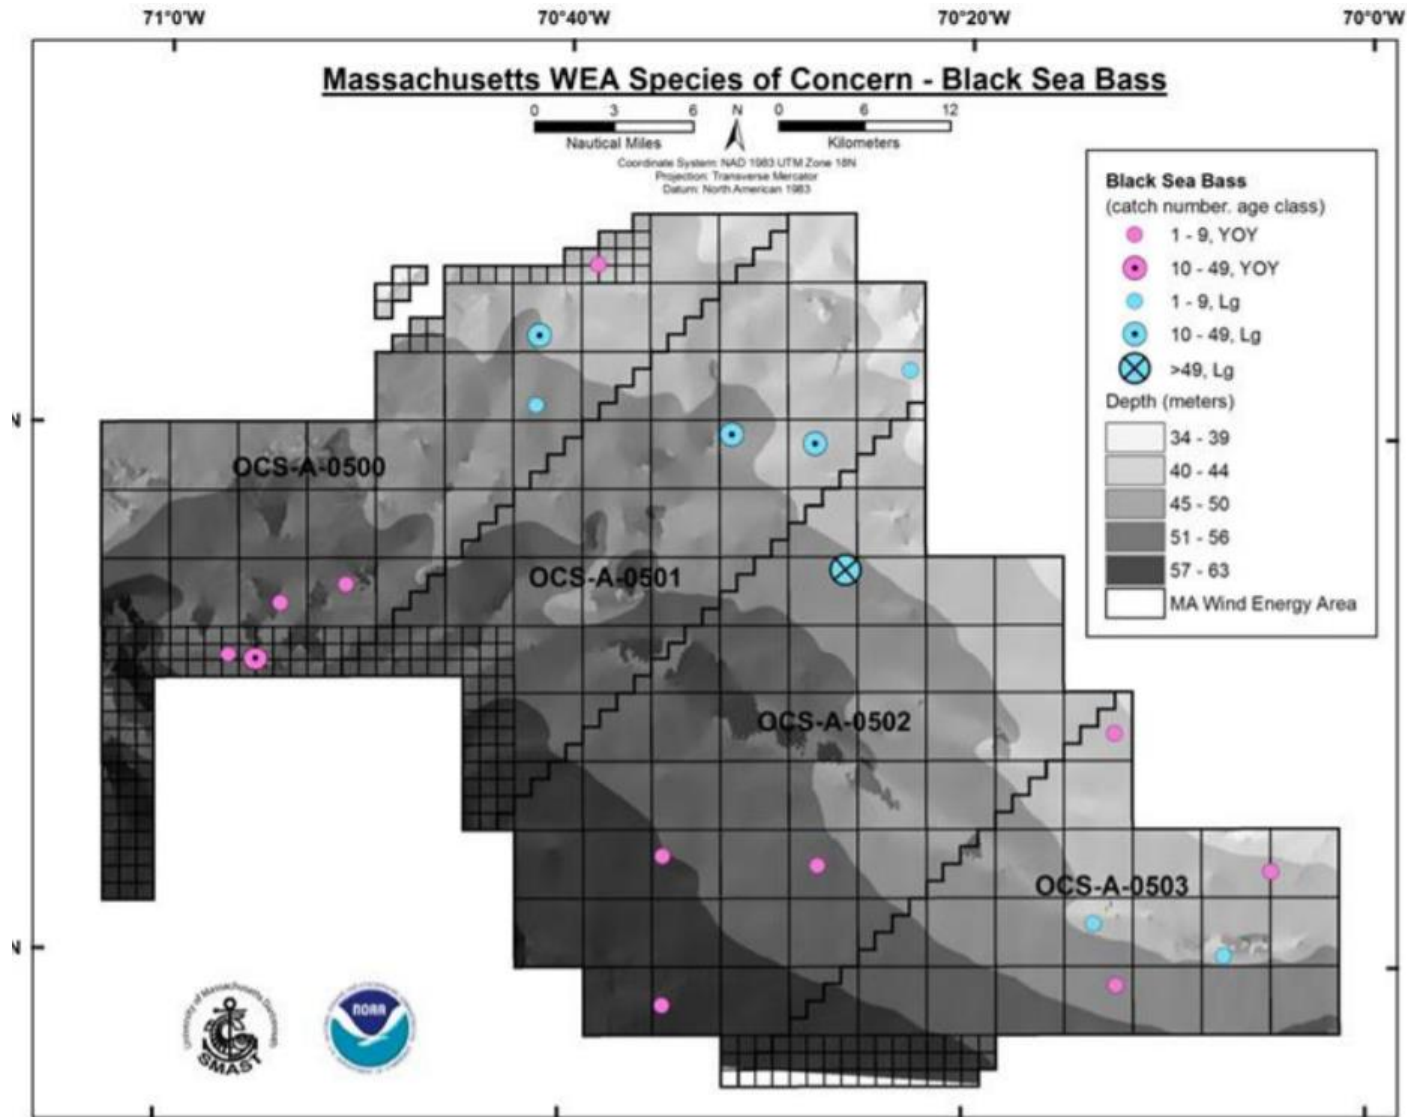 71°0'W 70°40'W 70°20'W 70°0'W
Massachusetts WEA Species of Concern - Black Sea Bass
0 3 6 N 0 6 12
Nautical Miles Kilometers
Coordinate System: NAD 1983 UTM Zone 18N
Projection: Transverse Mercator
Datum: North American 1983
Black Sea Bass
(catch number. age class)
1 - 9, YOY
10 - 49, YOY
1 - 9, Lg
10 - 49, Lg
>49, Lg
Depth (meters)
34 - 39
40 - 44
45 - 50
51 - 56
57 - 63
MA Wind Energy Area
OCS-A-0500
OCS-A-0501
OCS-A-0502
OCS-A-0503
University of Massachusetts Dartmouth
SMAST
NOAA